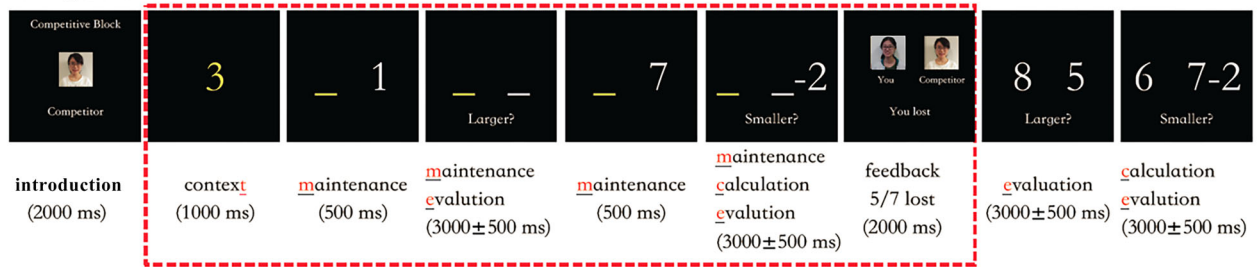 Competitive Block
Competitor
introduction
(2000 ms)
3
context
(1000 ms)
_ 1
maintenance
(500 ms)
_ _
Larger?
maintenance
evalution
(3000±500 ms)
_ 7
maintenance
(500 ms)
_ _-2
Smaller?
maintenance
calculation
evalution
(3000±500 ms)
You Competitor
You lost
feedback
5/7 lost
(2000 ms)
8 5
Larger?
evaluation
(3000±500 ms)
6 7-2
Smaller?
calculation
evalution
(3000±500 ms)